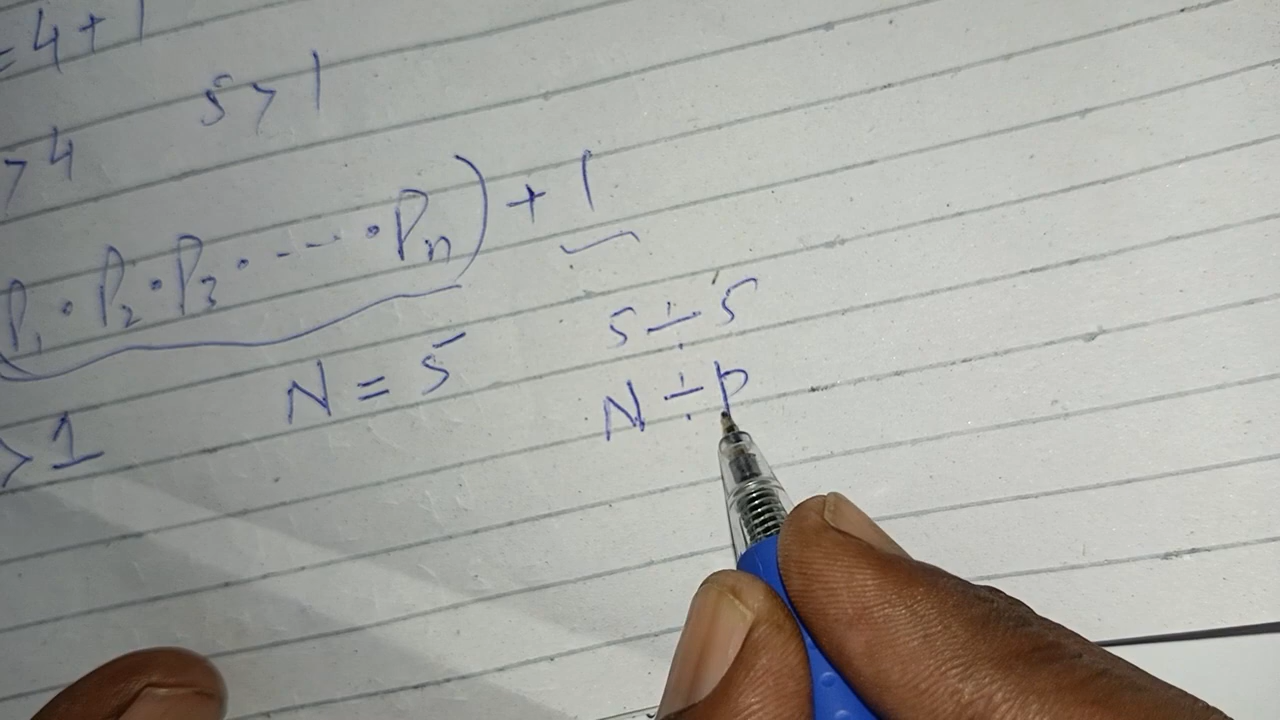 = 4 + 1
> 4 5 > 1
P₁ · P₂ · P₃ · --- · Pₙ) + 1
5 ÷ 5
> 1 N = 5 N ÷ p